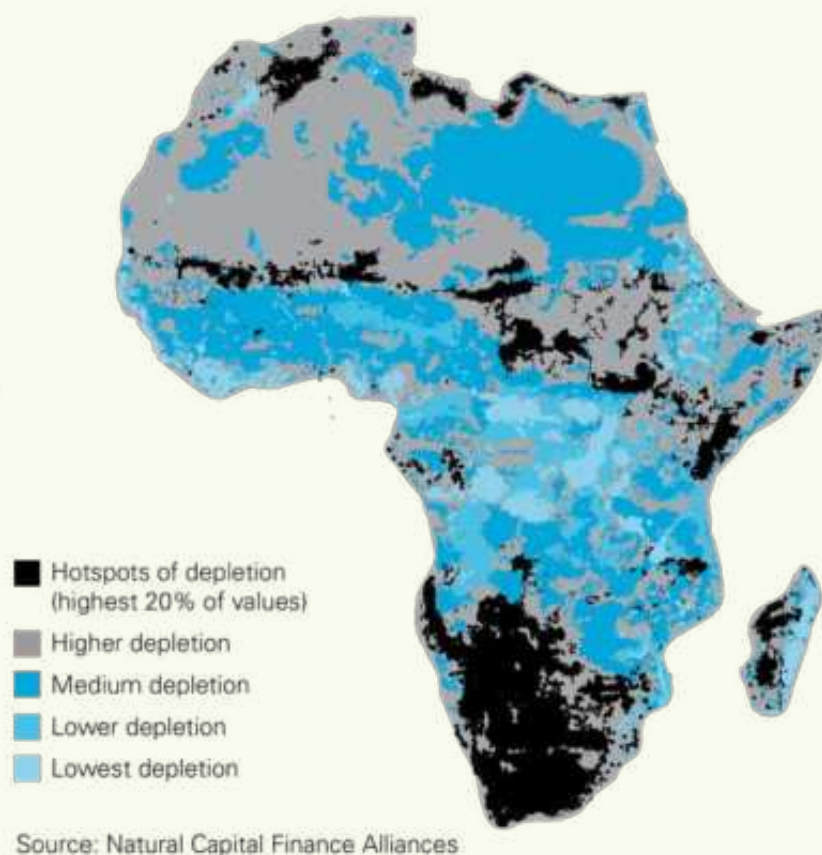 Hotspots of depletion
(highest 20% of values)
Higher depletion
Medium depletion
Lower depletion
Lowest depletion
Source: Natural Capital Finance Alliances